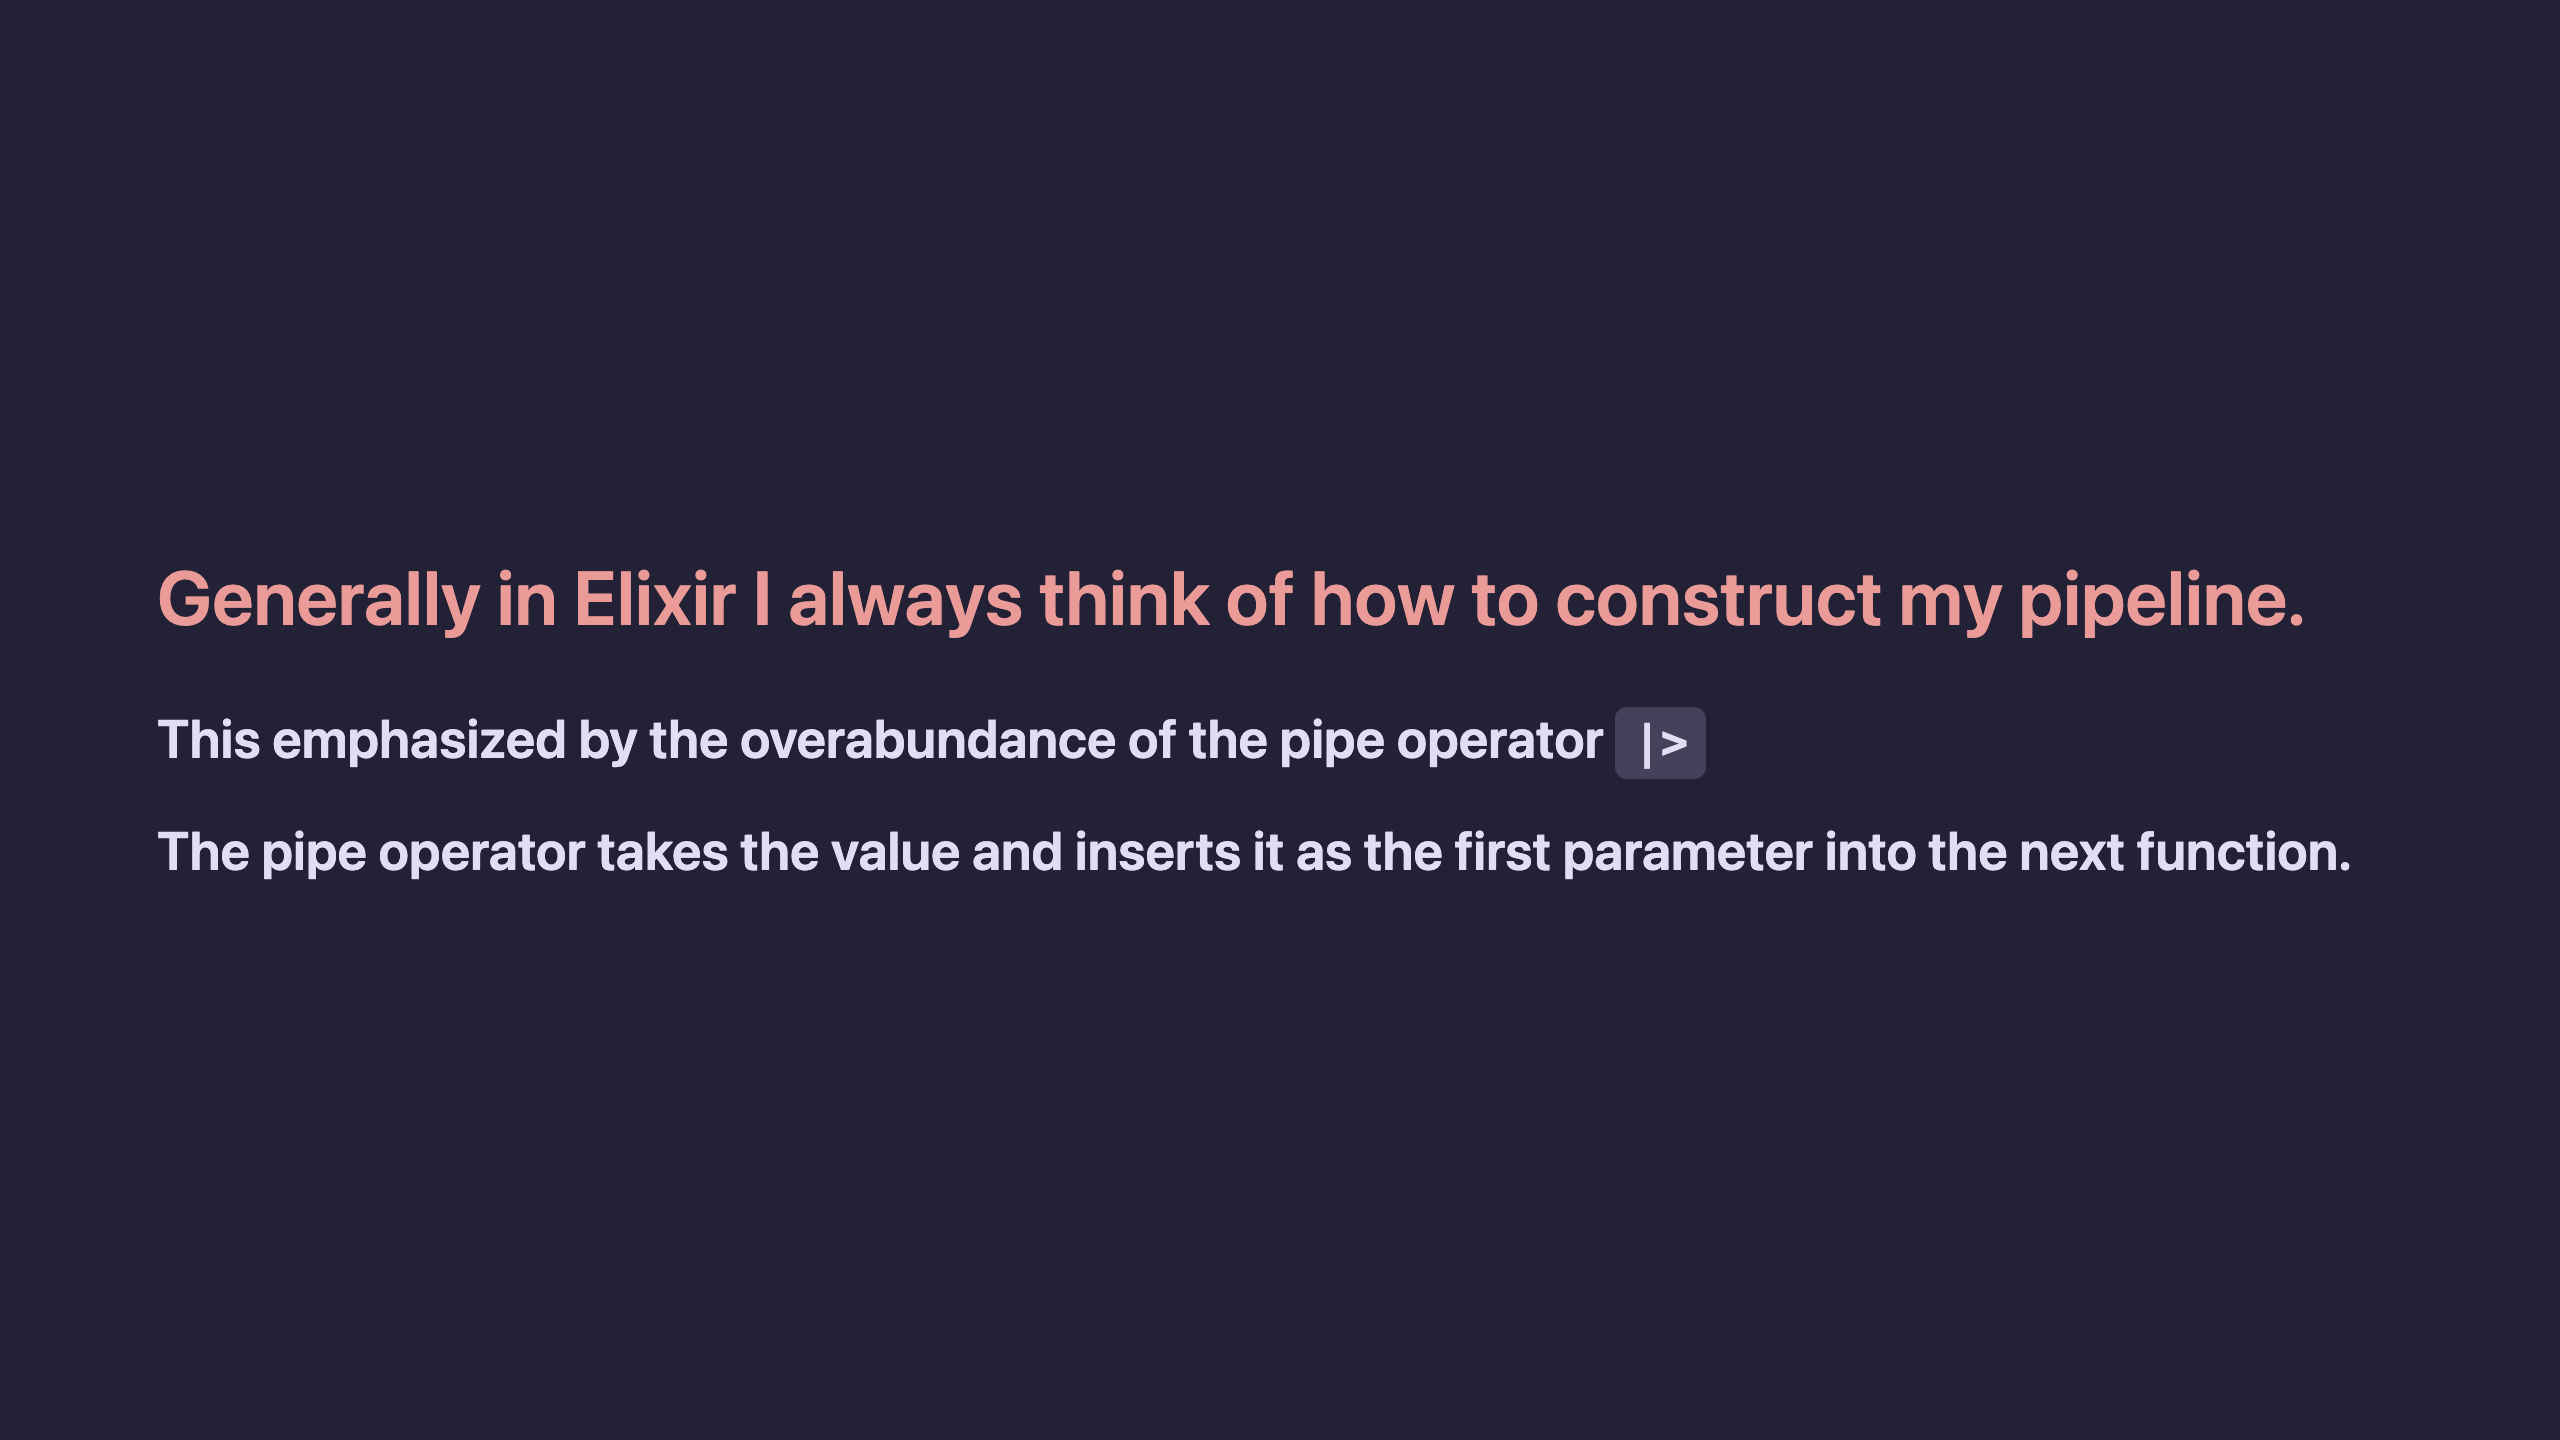 Generally in Elixir I always think of how to construct my pipeline.
This emphasized by the overabundance of the pipe operator |>
The pipe operator takes the value and inserts it as the first parameter into the next function.